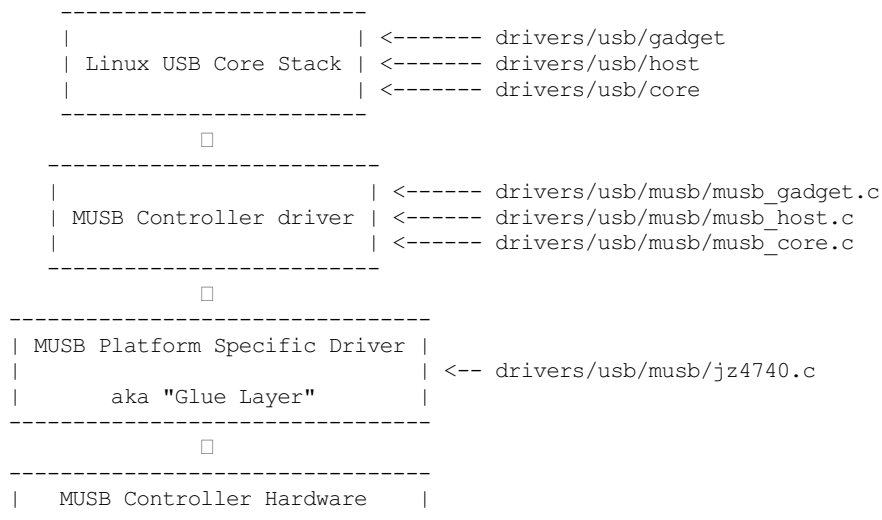 ------------------------
|                      | <------- drivers/usb/gadget
| Linux USB Core Stack | <------- drivers/usb/host
|                      | <------- drivers/usb/core
------------------------
□
--------------------------
|                        | <------ drivers/usb/musb/musb_gadget.c
| MUSB Controller driver | <------ drivers/usb/musb/musb_host.c
|                        | <------ drivers/usb/musb/musb_core.c
--------------------------
□
---------------------------------
| MUSB Platform Specific Driver |
|                               | <-- drivers/usb/musb/jz4740.c
|       aka "Glue Layer"        |
---------------------------------
□
---------------------------------
|   MUSB Controller Hardware    |